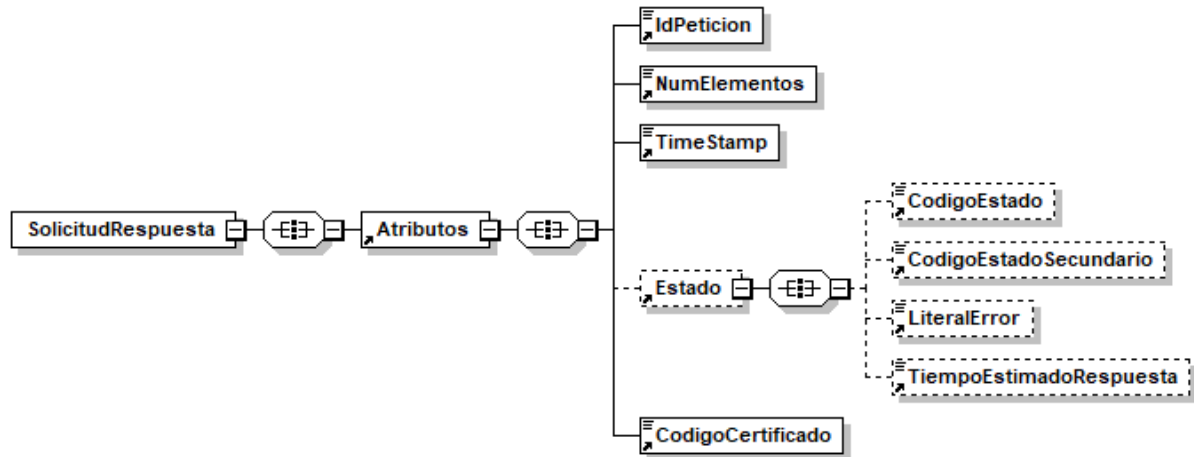 IdPeticion
NumElementos
TimeStamp
SolicitudRespuesta
Atributos
Estado
CodigoEstado
CodigoEstadoSecundario
LiteralError
TiempoEstimadoRespuesta
CodigoCertificado